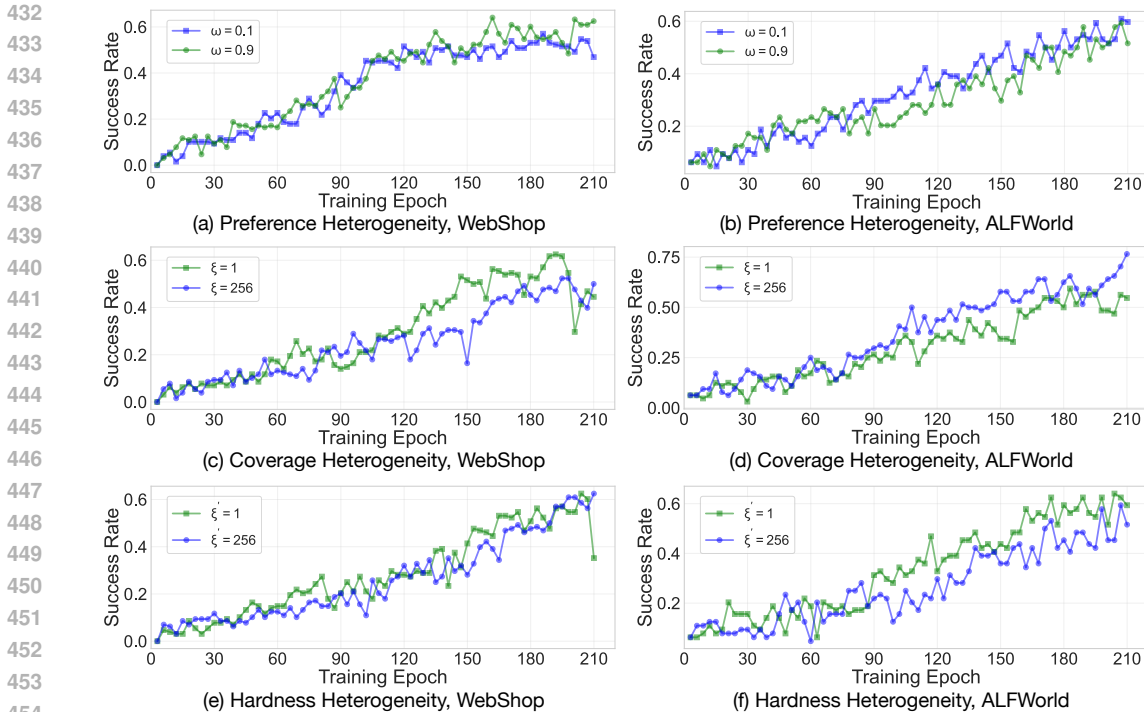 432
433
434
435
436
437
438
439
440
441
442
443
444
445
446
447
448
449
450
451
452
453
454
Success Rate
0.6
0.4
0.2
0.0
ω = 0.1
ω = 0.9
0 30 60 90 120 150 180 210
Training Epoch
(a) Preference Heterogeneity, WebShop
Success Rate
0.6
0.4
0.2
ω = 0.1
ω = 0.9
0 30 60 90 120 150 180 210
Training Epoch
(b) Preference Heterogeneity, ALFWorld
Success Rate
0.6
0.4
0.2
0.0
ξ = 1
ξ = 256
0 30 60 90 120 150 180 210
Training Epoch
(c) Coverage Heterogeneity, WebShop
Success Rate
0.75
0.50
0.25
0.00
ξ = 1
ξ = 256
0 30 60 90 120 150 180 210
Training Epoch
(d) Coverage Heterogeneity, ALFWorld
Success Rate
0.6
0.4
0.2
0.0
ξ' = 1
ξ' = 256
0 30 60 90 120 150 180 210
Training Epoch
(e) Hardness Heterogeneity, WebShop
Success Rate
0.6
0.4
0.2
ξ' = 1
ξ' = 256
0 30 60 90 120 150 180 210
Training Epoch
(f) Hardness Heterogeneity, ALFWorld